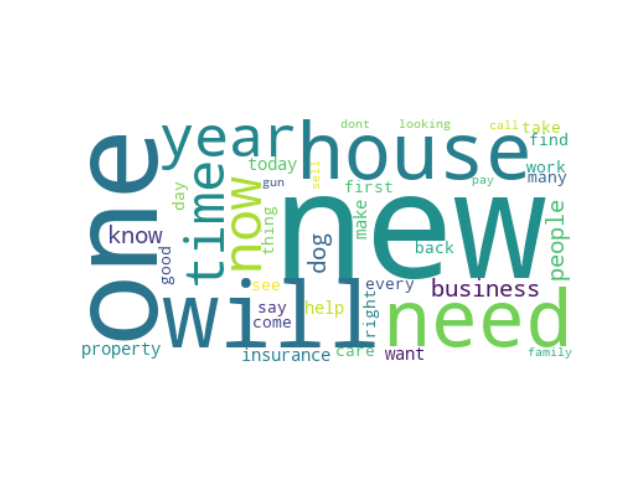 dont looking call take
year house find
one time today work
now gun sell first pay many
day new
know thing dog make back people
good
will see every business
say help right need
come
property insurance care want family